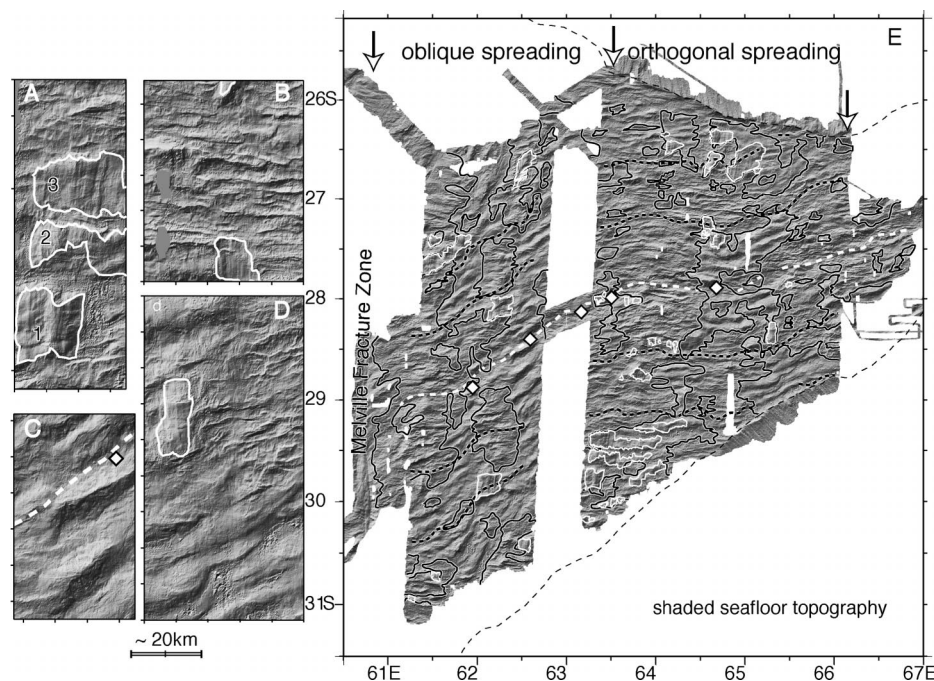 A
3
2
1
B
C
D
~ 20km
oblique spreading
orthogonal spreading
E
Melville Fracture Zone
26S
27
28
29
30
31S
shaded seafloor topography
61E
62
63
64
65
66
67E